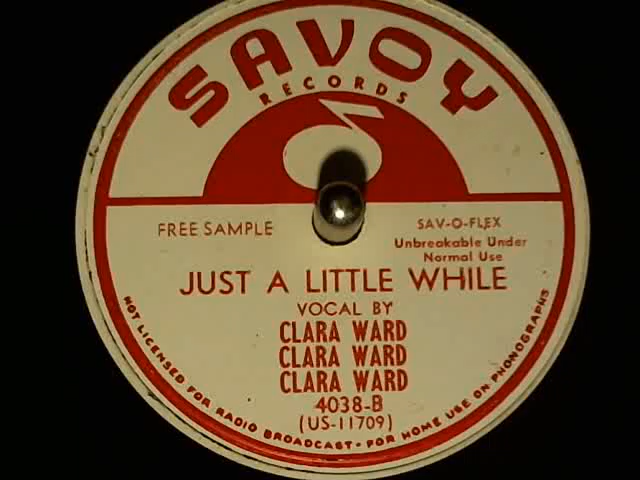 SAVOY
RECORDS
FREE SAMPLE
SAV-O-FLEX
Unbreakable Under
Normal Use
JUST A LITTLE WHILE
VOCAL BY
CLARA WARD
CLARA WARD
CLARA WARD
4038-B
(US-11709)
NOT LICENSED FOR RADIO BROADCAST • FOR HOME USE ON PHONOGRAPHS